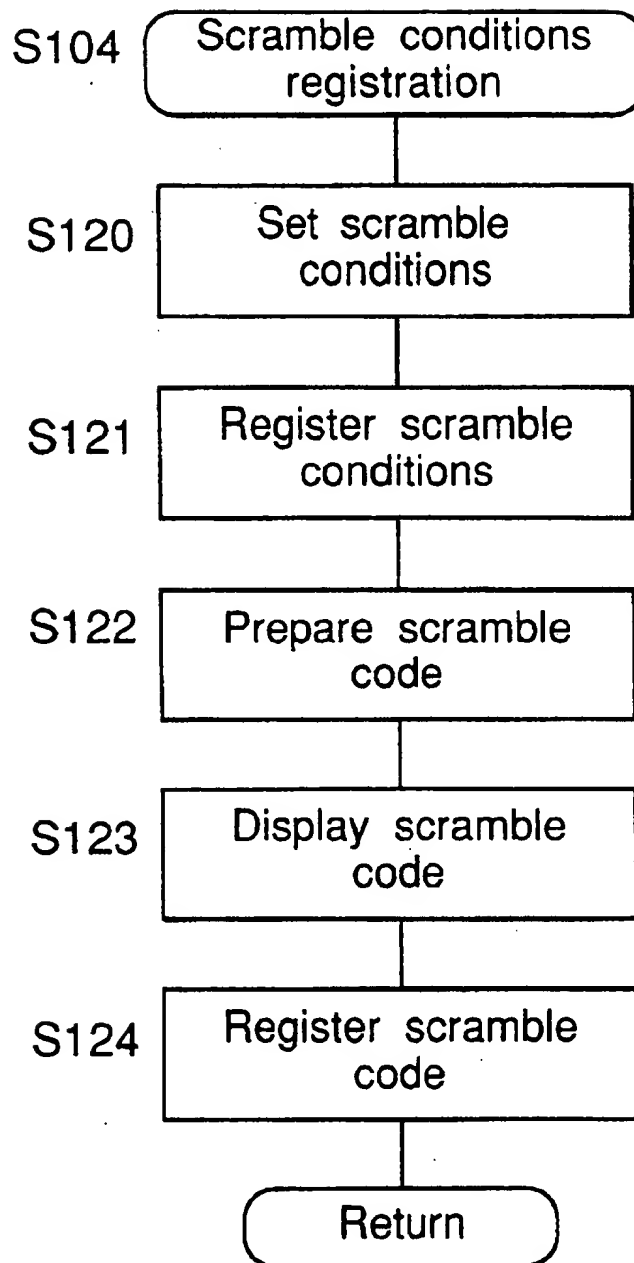 S104
Scramble conditions
registration
S120
Set scramble
conditions
S121
Register scramble
conditions
S122
Prepare scramble
code
S123
Display scramble
code
S124
Register scramble
code
Return